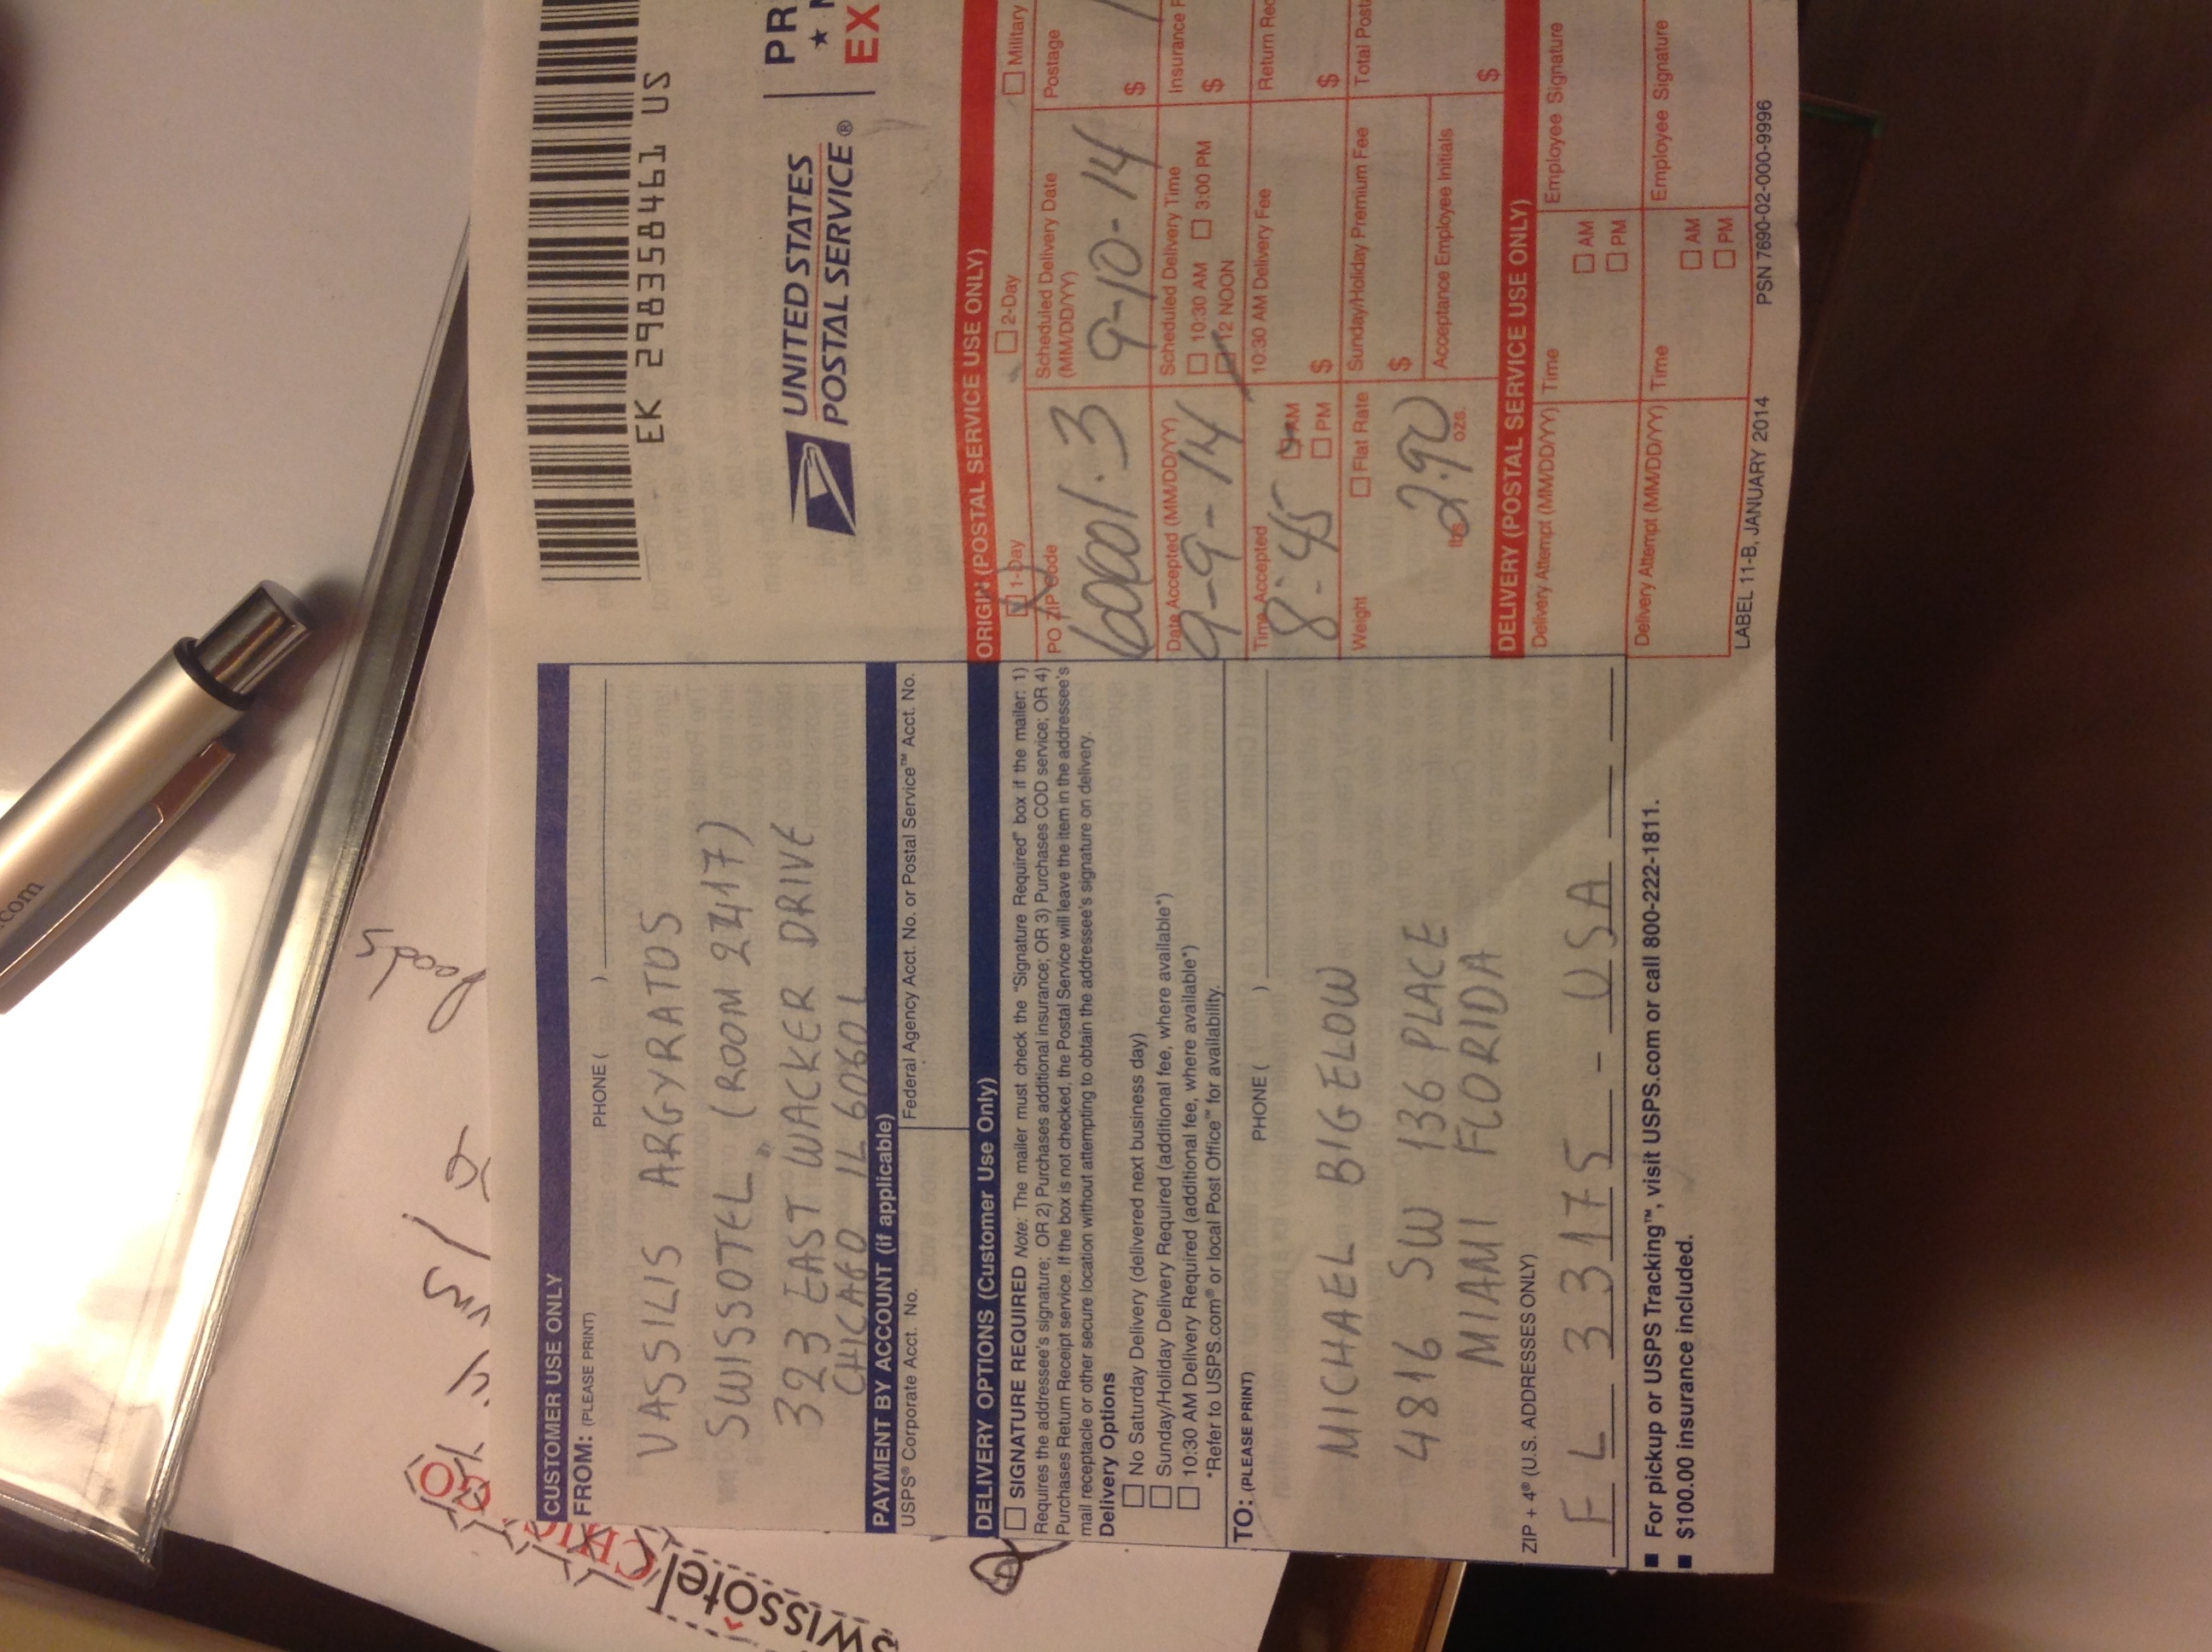 .com
Swissôtel
CHICAGO
foods
CUSTOMER USE ONLY
FROM: (PLEASE PRINT)
PHONE ( )
VASSILIS ARGYRATOS
SWISSOTEL (ROOM 2417)
323 EAST WACKER DRIVE
CHICAGO IL 60601
PAYMENT BY ACCOUNT (if applicable)
USPS® Corporate Acct. No.
Federal Agency Acct. No. or Postal Service™ Acct. No.
DELIVERY OPTIONS (Customer Use Only)
SIGNATURE REQUIRED Note: The mailer must check the "Signature Required" box if the mailer: 1)
Requires the addressee's signature; OR 2) Purchases additional insurance; OR 3) Purchases COD service; OR 4)
Purchases Return Receipt service. If the box is not checked, the Postal Service will leave the item in the addressee's
mail receptacle or other secure location without attempting to obtain the addressee's signature on delivery.
Delivery Options
No Saturday Delivery (delivered next business day)
Sunday/Holiday Delivery Required (additional fee, where available*)
10:30 AM Delivery Required (additional fee, where available*)
*Refer to USPS.com® or local Post Office™ for availability.
TO: (PLEASE PRINT)
PHONE ( )
MICHAEL BIGELOW
4816 SW 136 PLACE
MIAMI FLORIDA
ZIP + 4® (U.S. ADDRESSES ONLY)
FL 33175 - USA
For pickup or USPS Tracking™, visit USPS.com or call 800-222-1811.
$100.00 insurance included.
EK 298358461 US
UNITED STATES
POSTAL SERVICE®
PR
EX
ORIGIN (POSTAL SERVICE USE ONLY)
1-Day
2-Day
Military
PO ZIP Code
60601.3
Scheduled Delivery Date
(MM/DD/YY)
9-10-14
Postage
$
Date Accepted (MM/DD/YY)
9-9-14
Scheduled Delivery Time
10:30 AM 3:00 PM
12 NOON
Insurance F
$
Time Accepted
8:45
AM
PM
10:30 AM Delivery Fee
$
Return Rec
$
Weight
Flat Rate
2.90
lbs. ozs.
Sunday/Holiday Premium Fee
$
Total Post
Acceptance Employee Initials
$
DELIVERY (POSTAL SERVICE USE ONLY)
Delivery Attempt (MM/DD/YY)
Time
AM
PM
Employee Signature
Delivery Attempt (MM/DD/YY)
Time
AM
PM
Employee Signature
LABEL 11-B, JANUARY 2014
PSN 7690-02-000-9996